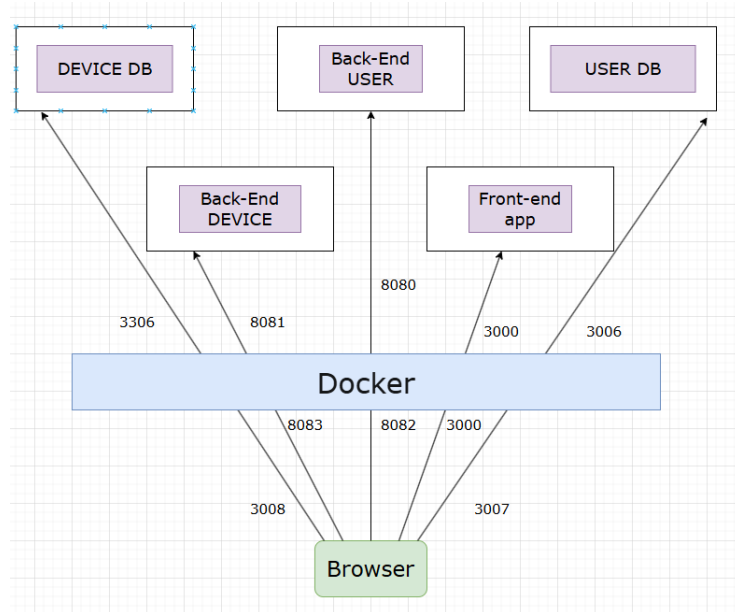 DEVICE DB
Back-End
USER
USER DB
Back-End
DEVICE
Front-end
app
8080
3306
8081
3000
3006
Docker
8083
8082
3000
3008
3007
Browser